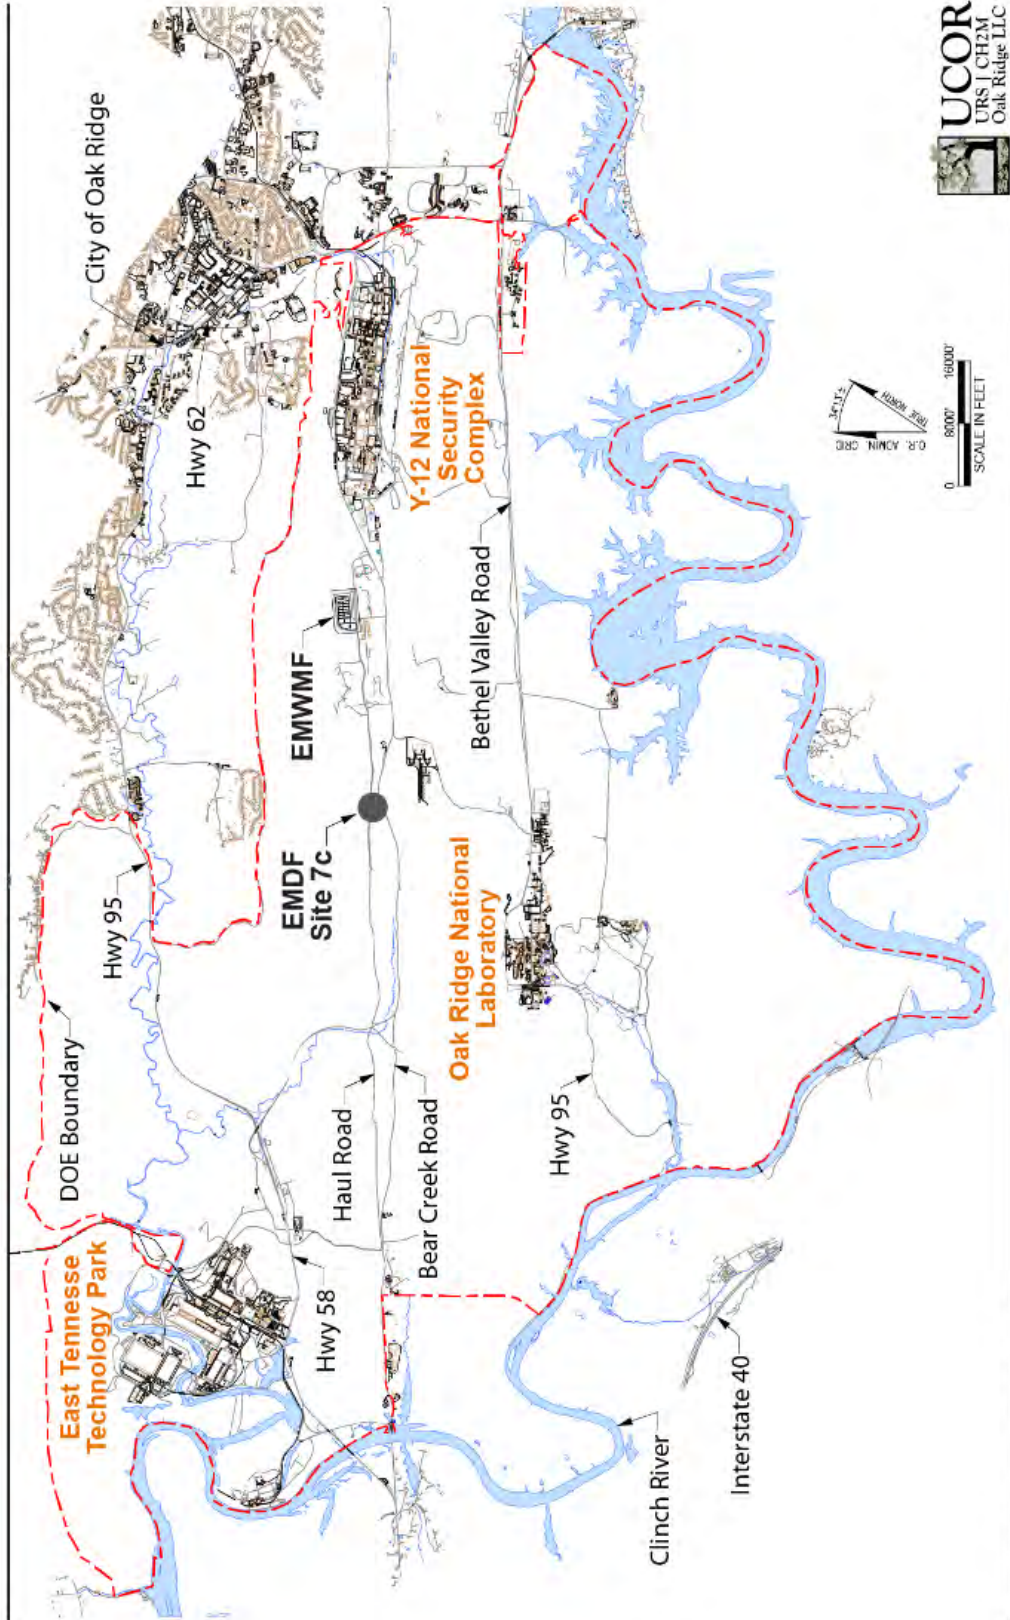 East Tennesse
Technology Park
DOE Boundary
Hwy 95
Hwy 62
City of Oak Ridge
Hwy 58
Haul Road
Bear Creek Road
EMDF
Site 7c
EMWMF
Y-12 National
Security
Complex
Oak Ridge National
Laboratory
Bethel Valley Road
Hwy 95
Clinch River
Interstate 40
34°13'±
O.R. ADMIN. GRID
TRUE NORTH
0 8000' 16000'
SCALE IN FEET
UCOR
URS | CH2M
Oak Ridge LLC